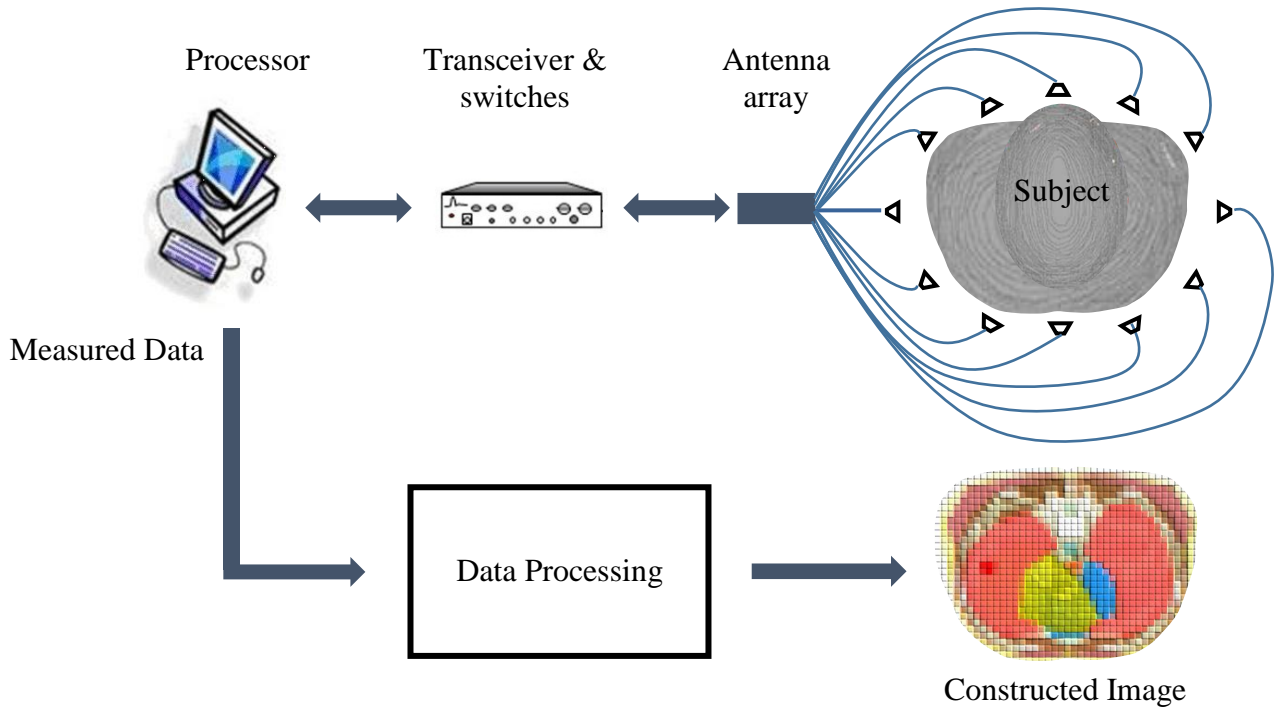 Processor
Transceiver &
switches
Antenna
array
Subject
Measured Data
Data Processing
Constructed Image